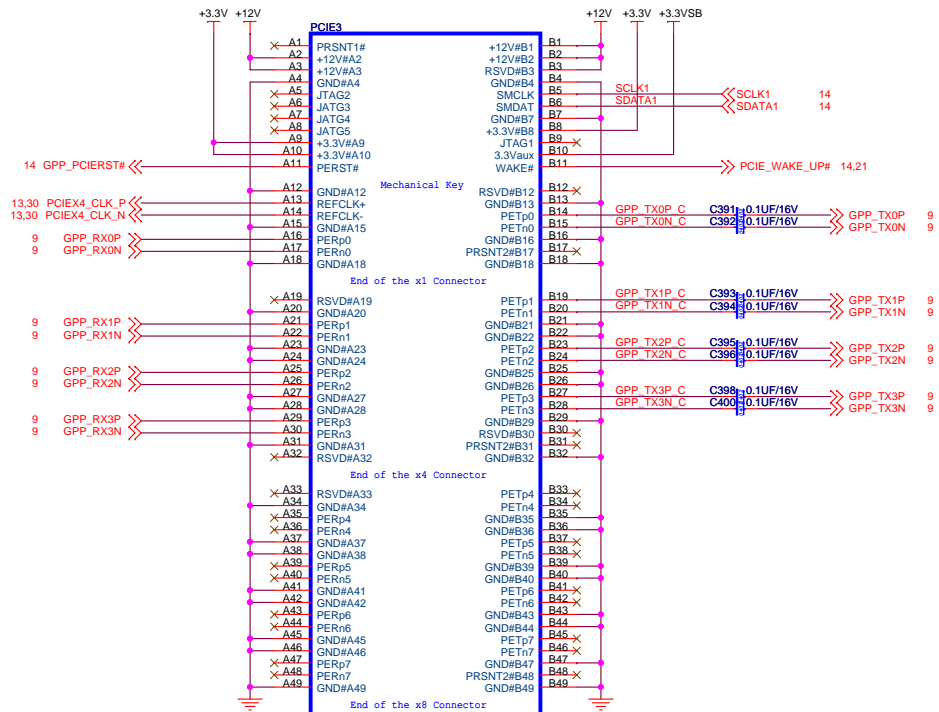 +3.3V +12V +12V +3.3V +3.3VSB
PCIE3
A1 PRSNT1# +12V#B1 B1
A2 +12V#A2 +12V#B2 B2
A3 +12V#A3 RSVD#B3 B3
A4 GND#A4 GND#B4 B4
A5 JTAG2 SMCLK B5 SCLK1 SCLK1 14
A6 JATG3 SMDAT B6 SDATA1 SDATA1 14
A7 JATG4 GND#B7 B7
A8 JATG5 +3.3V#B8 B8
A9 +3.3V#A9 JTAG1 B9
A10 +3.3V#A10 3.3Vaux B10
14 GPP_PCIERST# A11 PERST# WAKE# B11 PCIE_WAKE_UP# 14,21
Mechanical Key
A12 GND#A12 RSVD#B12 B12
13,30 PCIEX4_CLK_P A13 REFCLK+ GND#B13 B13
13,30 PCIEX4_CLK_N A14 REFCLK- PETp0 B14 GPP_TX0P_C C391 0.1UF/16V GPP_TX0P 9
A15 GND#A15 PETn0 B15 GPP_TX0N_C C392 0.1UF/16V GPP_TX0N 9
9 GPP_RX0P A16 PERp0 GND#B16 B16
9 GPP_RX0N A17 PERn0 PRSNT2#B17 B17
A18 GND#A18 GND#B18 B18
End of the x1 Connector
A19 RSVD#A19 PETp1 B19 GPP_TX1P_C C393 0.1UF/16V GPP_TX1P 9
A20 GND#A20 PETn1 B20 GPP_TX1N_C C394 0.1UF/16V GPP_TX1N 9
9 GPP_RX1P A21 PERp1 GND#B21 B21
9 GPP_RX1N A22 PERn1 GND#B22 B22
A23 GND#A23 PETp2 B23 GPP_TX2P_C C395 0.1UF/16V GPP_TX2P 9
A24 GND#A24 PETn2 B24 GPP_TX2N_C C396 0.1UF/16V GPP_TX2N 9
9 GPP_RX2P A25 PERp2 GND#B25 B25
9 GPP_RX2N A26 PERn2 GND#B26 B26
A27 GND#A27 PETp3 B27 GPP_TX3P_C C398 0.1UF/16V GPP_TX3P 9
A28 GND#A28 PETn3 B28 GPP_TX3N_C C400 0.1UF/16V GPP_TX3N 9
9 GPP_RX3P A29 PERp3 GND#B29 B29
9 GPP_RX3N A30 PERn3 RSVD#B30 B30
A31 GND#A31 PRSNT2#B31 B31
A32 RSVD#A32 GND#B32 B32
End of the x4 Connector
A33 RSVD#A33 PETp4 B33
A34 GND#A34 PETn4 B34
A35 PERp4 GND#B35 B35
A36 PERn4 GND#B36 B36
A37 GND#A37 PETp5 B37
A38 GND#A38 PETn5 B38
A39 PERp5 GND#B39 B39
A40 PERn5 GND#B40 B40
A41 GND#A41 PETp6 B41
A42 GND#A42 PETn6 B42
A43 PERp6 GND#B43 B43
A44 PERn6 GND#B44 B44
A45 GND#A45 PETp7 B45
A46 GND#A46 PETn7 B46
A47 PERp7 GND#B47 B47
A48 PERn7 PRSNT2#B48 B48
A49 GND#A49 GND#B49 B49
End of the x8 Connector